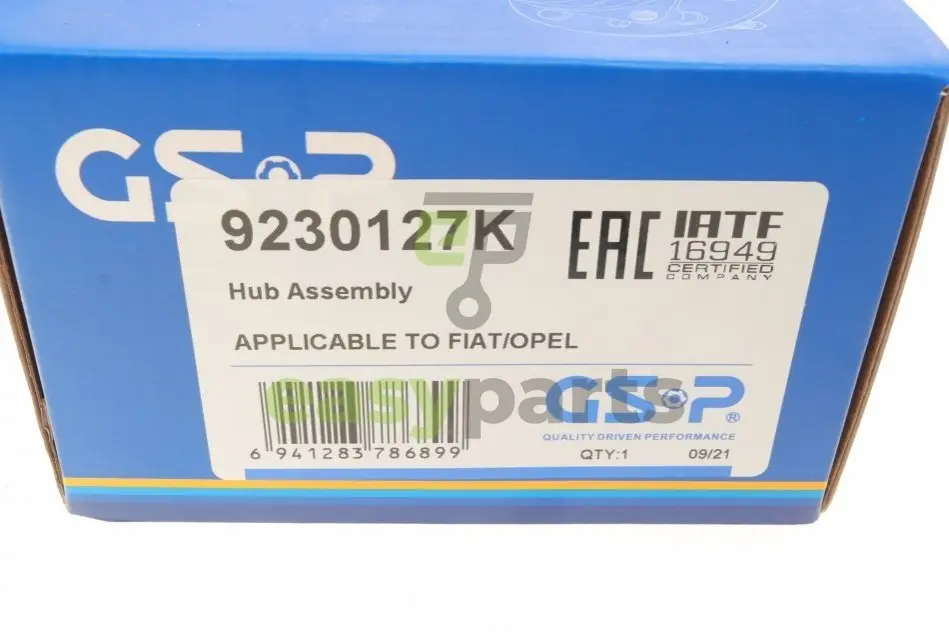 GSP
9230127K
EAC
IATF
16949
CERTIFIED
COMPANY
Hub Assembly
APPLICABLE TO FIAT/OPEL
easyparts
GSP®
QUALITY DRIVEN PERFORMANCE
6 941283 786899
QTY:1
09/21